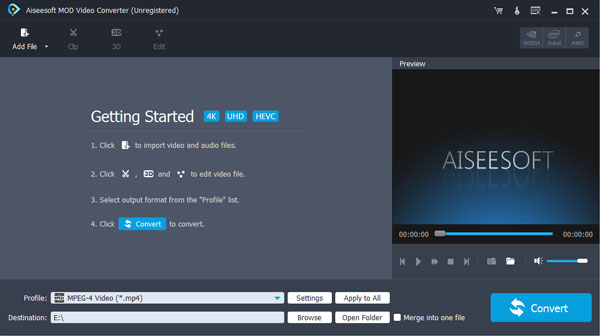 Aiseesoft MOD Video Converter (Unregistered)
Add File Clip 3D Edit
NVIDIA Intel AMD
Preview
Getting Started 4K UHD HEVC
1. Click to import video and audio files.
2. Click , 3D and to edit video file.
3. Select output format from the "Profile" list.
4. Click Convert to convert.
AISEESOFT
00:00:00 00:00:00
Profile: MPEG-4 Video (*.mp4) Settings Apply to All
Destination: E:\ Browse Open Folder Merge into one file
Convert